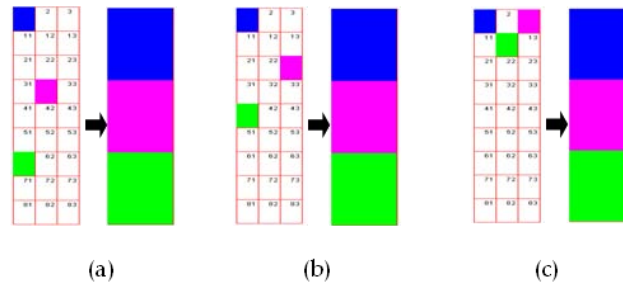 2 3 2 3 2
11 12 13 11 12 13 11 13
21 22 23 21 22 21 22 23
31 33 31 32 33 31 32 33
41 42 43 42 43 41 42 43
51 52 53 51 52 53 51 52 53
62 63 61 62 63 61 62 63
71 72 73 71 72 73 71 72 73
81 82 83 81 82 83 81 82 83
(a) (b) (c)